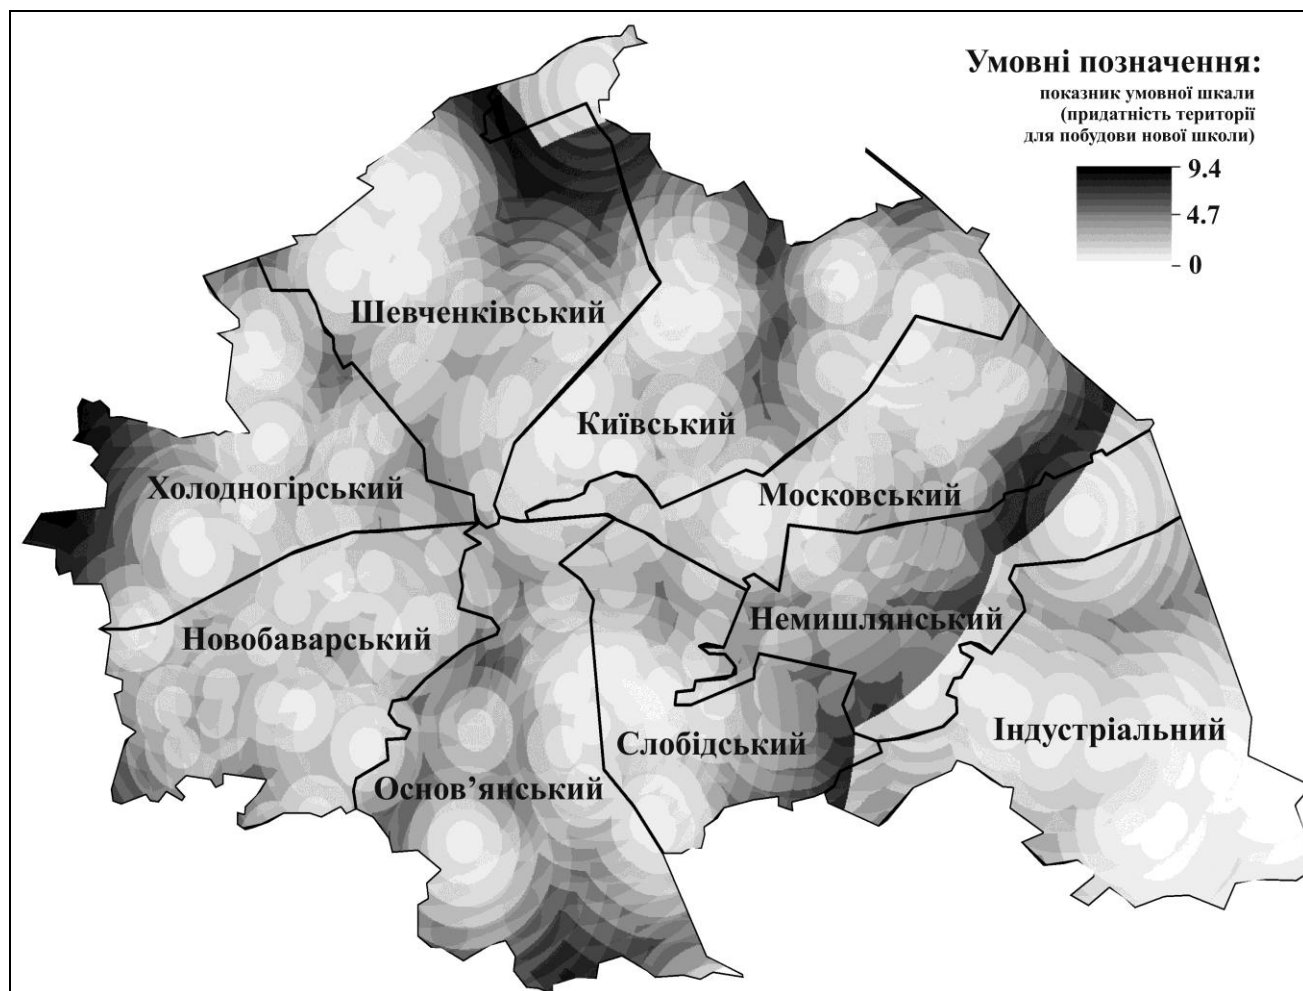 Умовні позначення:
показник умовної шкали
(придатність території
для побудови нової школи)
9.4
4.7
0
Шевченківський
Київський
Холодногірський
Московський
Новобаварський
Немишлянський
Слобідський
Індустріальний
Основ’янський